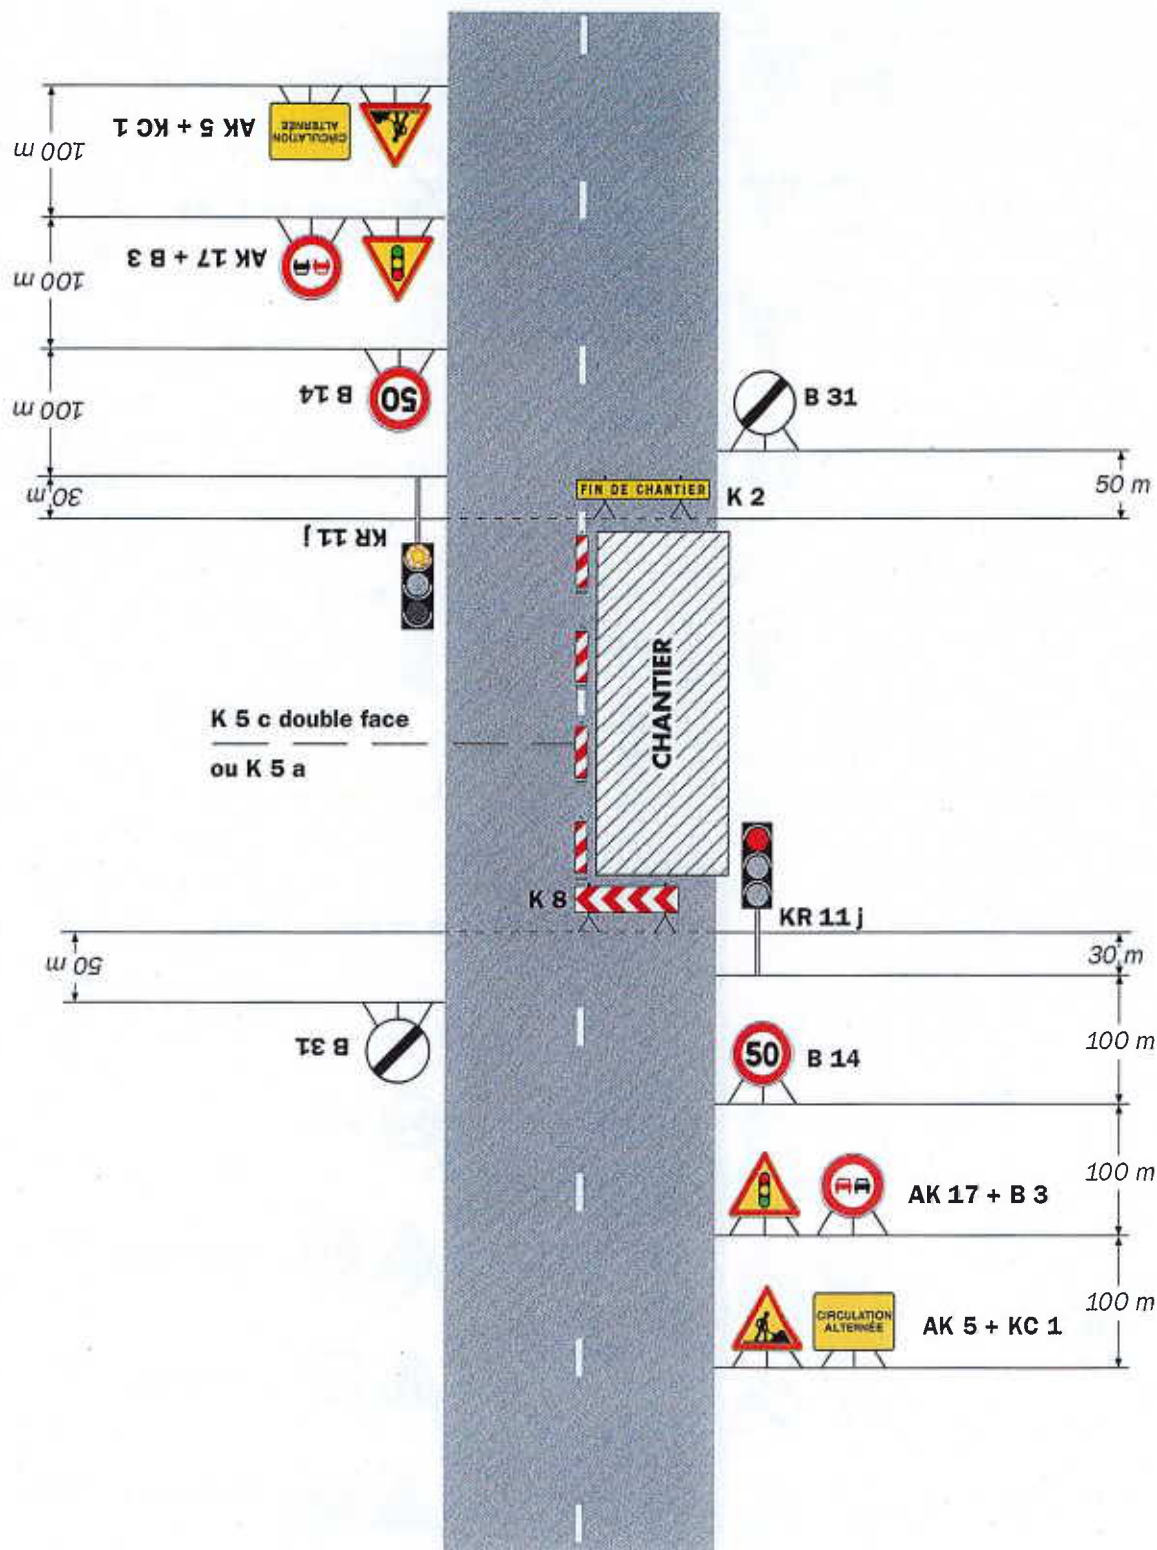 AK 5 + KC 1
CIRCULATION
ALTERNÉE
100 m
AK 17 + B 3
100 m
B 14
50
100 m
B 31
50 m
30 m
FIN DE CHANTIER
K 2
KR 11 j
CHANTIER
K 5 c double face
ou K 5 a
K 8
KR 11 j
50 m
30 m
B 31
50
B 14
100 m
AK 17 + B 3
100 m
CIRCULATION
ALTERNÉE
AK 5 + KC 1
100 m